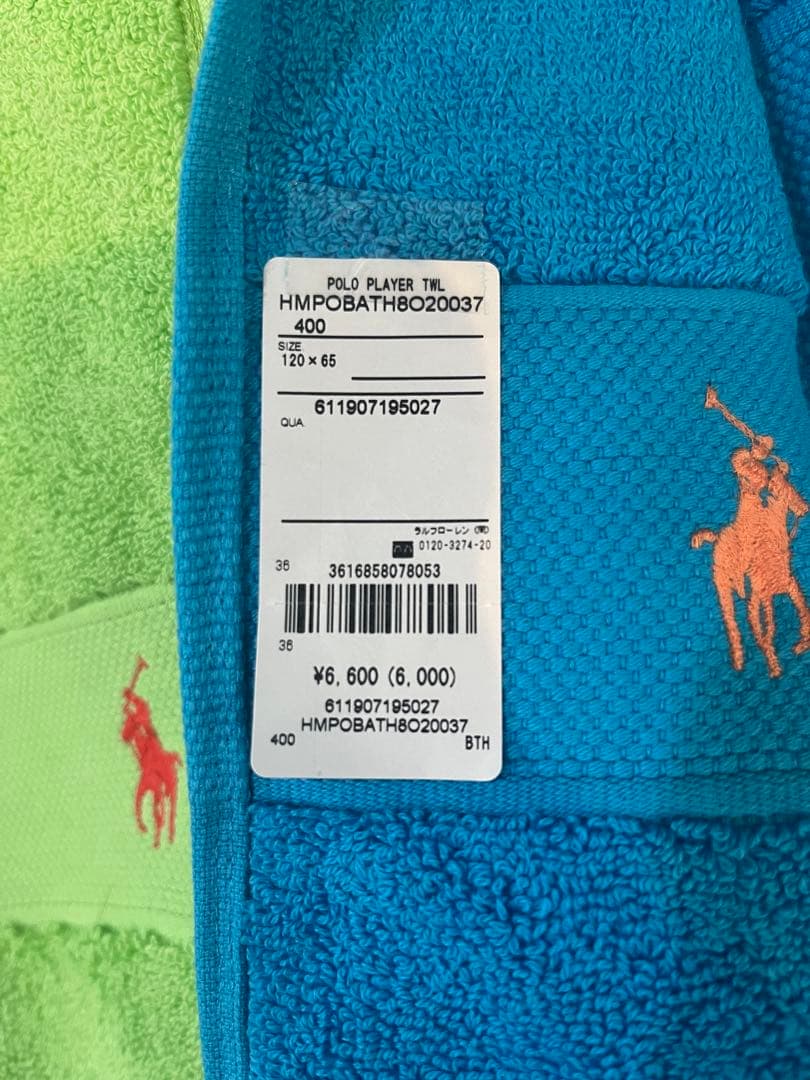 POLO PLAYER TWL
HMPOBATH8O20037
400
SIZE
120×65
611907195027
QUA.
ラルフローレン
0120-3274-20
36
3616858078053
36
¥6,600 (6,000)
611907195027
HMPOBATH8O20037
400 BTH